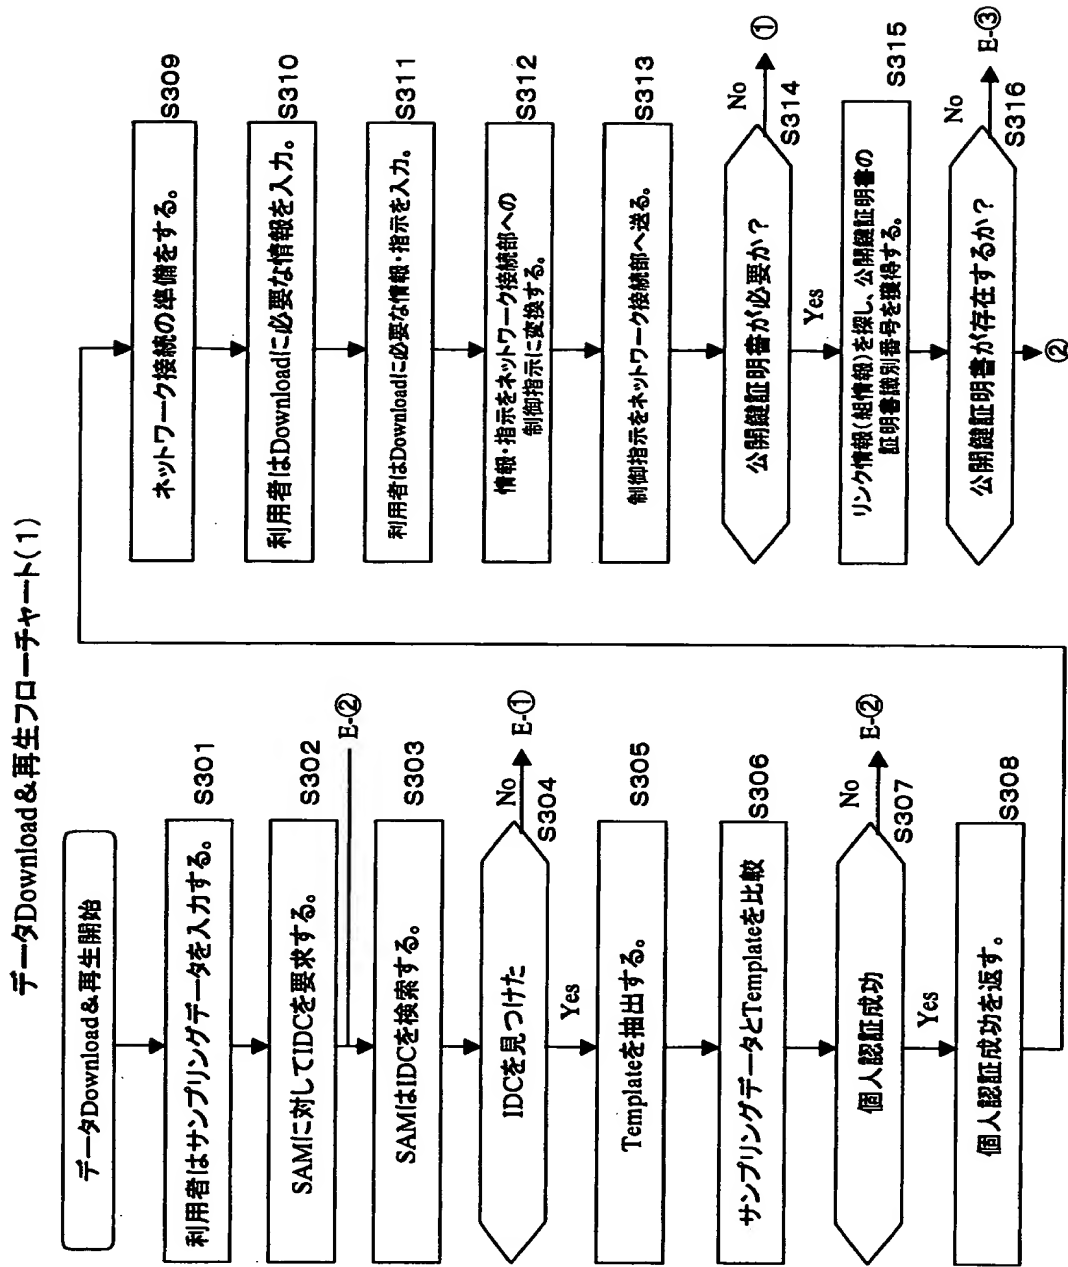 データDownload&再生フローチャート(1)
データDownload&再生開始
利用者はサンプリングデータを入力する。
S301
SAMに対してIDCを要求する。
S302
E-②
SAMはIDCを検索する。
S303
IDCを見つけた
No
E-①
S304
Yes
Templateを抽出する。
S305
サンプリングデータとTemplateを比較
S306
個人認証成功
No
E-②
S307
Yes
個人認証成功を返す。
S308
ネットワーク接続の準備をする。
S309
利用者はDownloadに必要な情報を入力。
S310
利用者はDownloadに必要な情報・指示を入力。
S311
情報・指示をネットワーク接続部への
制御指示に変換する。
S312
制御指示をネットワーク接続部へ送る。
S313
公開鍵証明書が必要か?
No
①
S314
Yes
リンク情報(組情報)を探し、公開鍵証明書の
証明書識別番号を獲得する。
S315
公開鍵証明書が存在するか?
No
E-③
S316
②